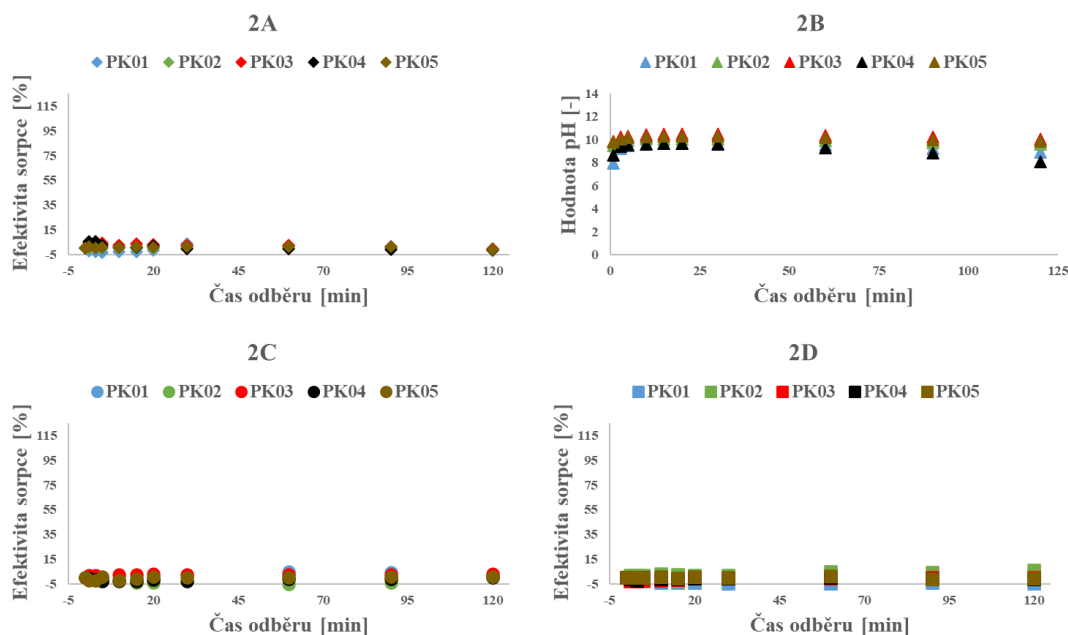 2A
PK01 PK02 PK03 PK04 PK05
Efektivita sorpce [%]
115
95
75
55
35
15
-5
-5 20 45 70 95 120
Čas odběru [min]
2B
PK01 PK02 PK03 PK04 PK05
Hodnota pH [-]
14
12
10
8
6
4
2
0
0 25 50 75 100 125
Čas odběru [min]
2C
PK01 PK02 PK03 PK04 PK05
Efektivita sorpce [%]
115
95
75
55
35
15
-5
-5 20 45 70 95 120
Čas odběru [min]
2D
PK01 PK02 PK03 PK04 PK05
Efektivita sorpce [%]
115
95
75
55
35
15
-5
-5 20 45 70 95 120
Čas odběru [min]